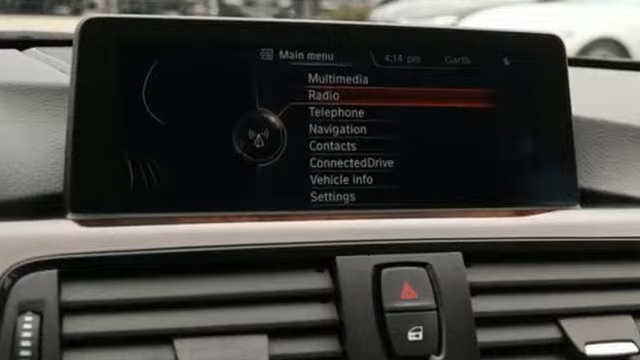 Main menu 4:14 pm Garth
Multimedia
Radio
Telephone
Navigation
Contacts
ConnectedDrive
Vehicle info
Settings